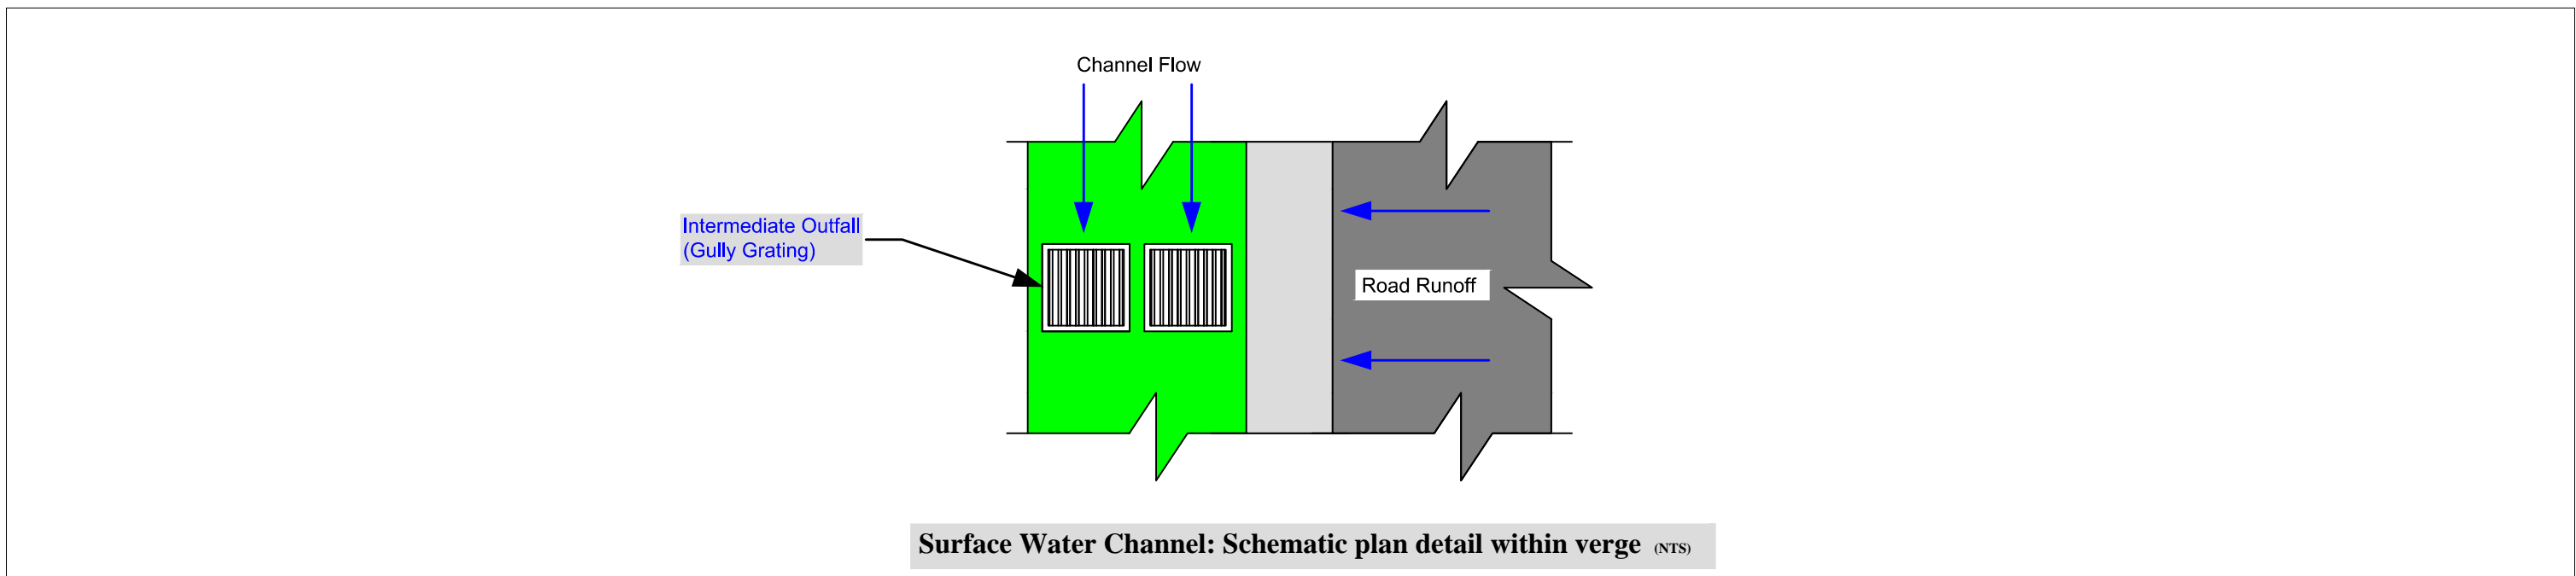 Channel Flow
Intermediate Outfall
(Gully Grating)
Road Runoff
Surface Water Channel: Schematic plan detail within verge (NTS)